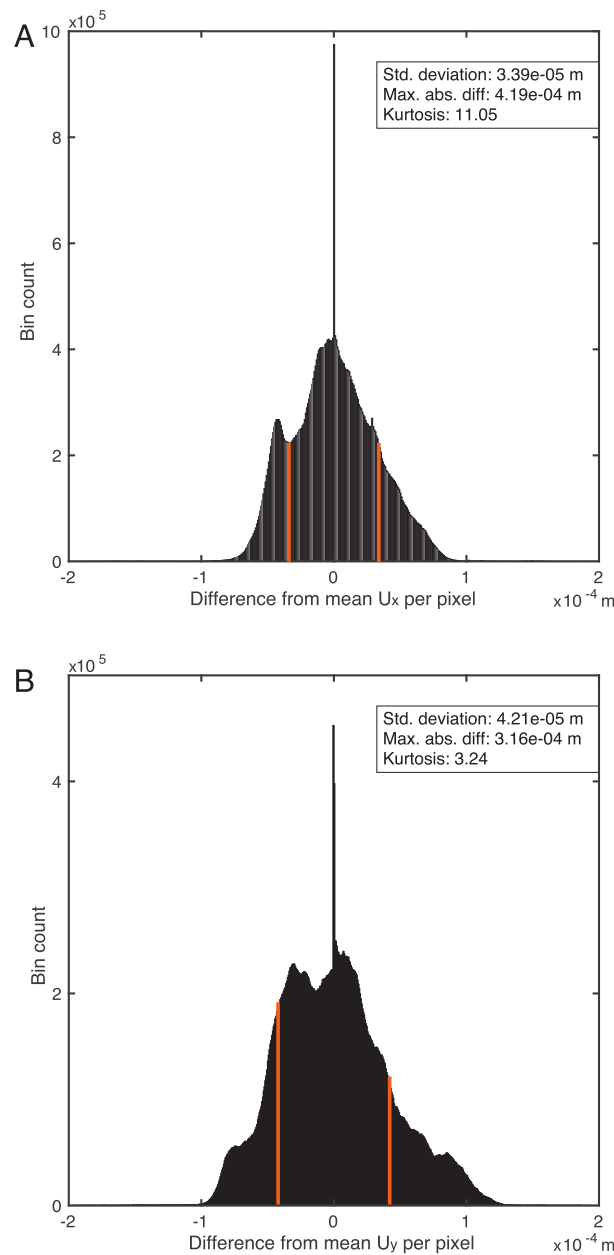 A
x10 5
10
8
6
4
2
0
Bin count
Std. deviation: 3.39e-05 m
Max. abs. diff: 4.19e-04 m
Kurtosis: 11.05
-2 -1 0 1 2
Difference from mean Ux per pixel
x10 -4 m
B
x10 5
4
2
0
Bin count
Std. deviation: 4.21e-05 m
Max. abs. diff: 3.16e-04 m
Kurtosis: 3.24
-2 -1 0 1 2
Difference from mean Uy per pixel
x10 -4 m